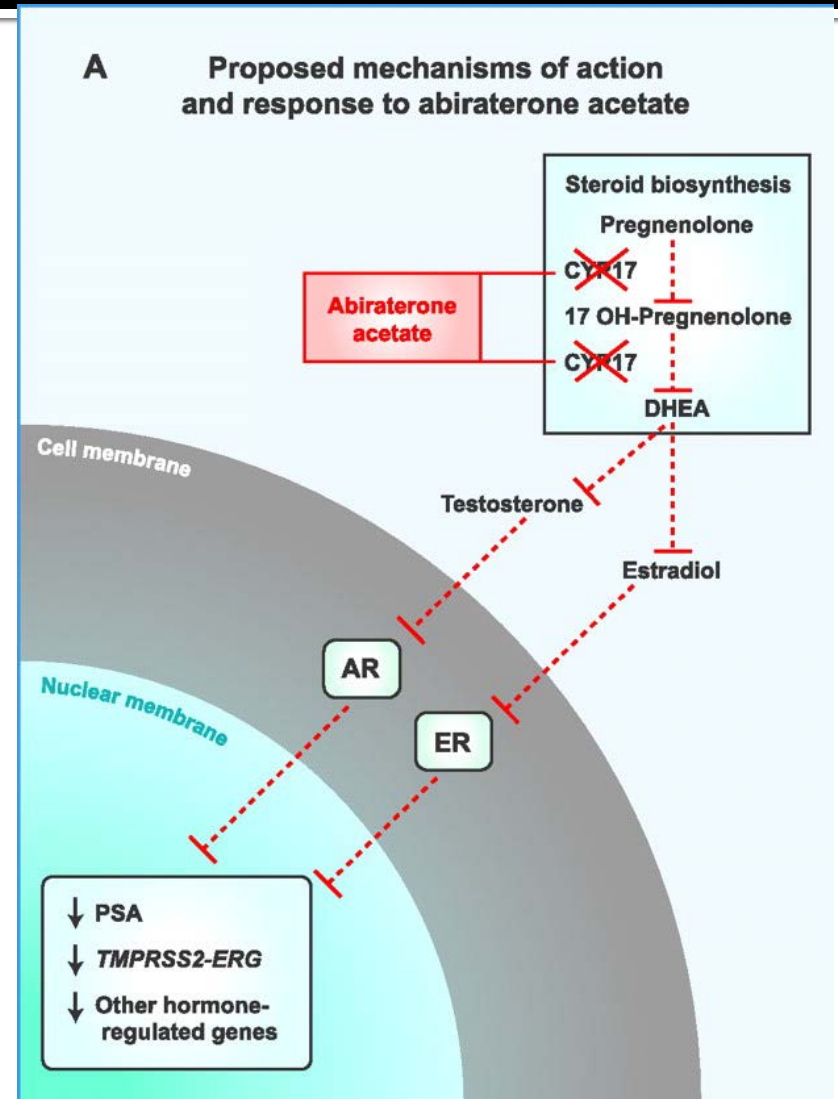 A
Proposed mechanisms of action
and response to abiraterone acetate
Steroid biosynthesis
Pregnenolone
CYP17
Abiraterone
acetate
17 OH-Pregnenolone
CYP17
DHEA
Cell membrane
Testosterone
Estradiol
AR
Nuclear membrane
ER
↓ PSA
↓ TMPRSS2-ERG
↓ Other hormone-
regulated genes